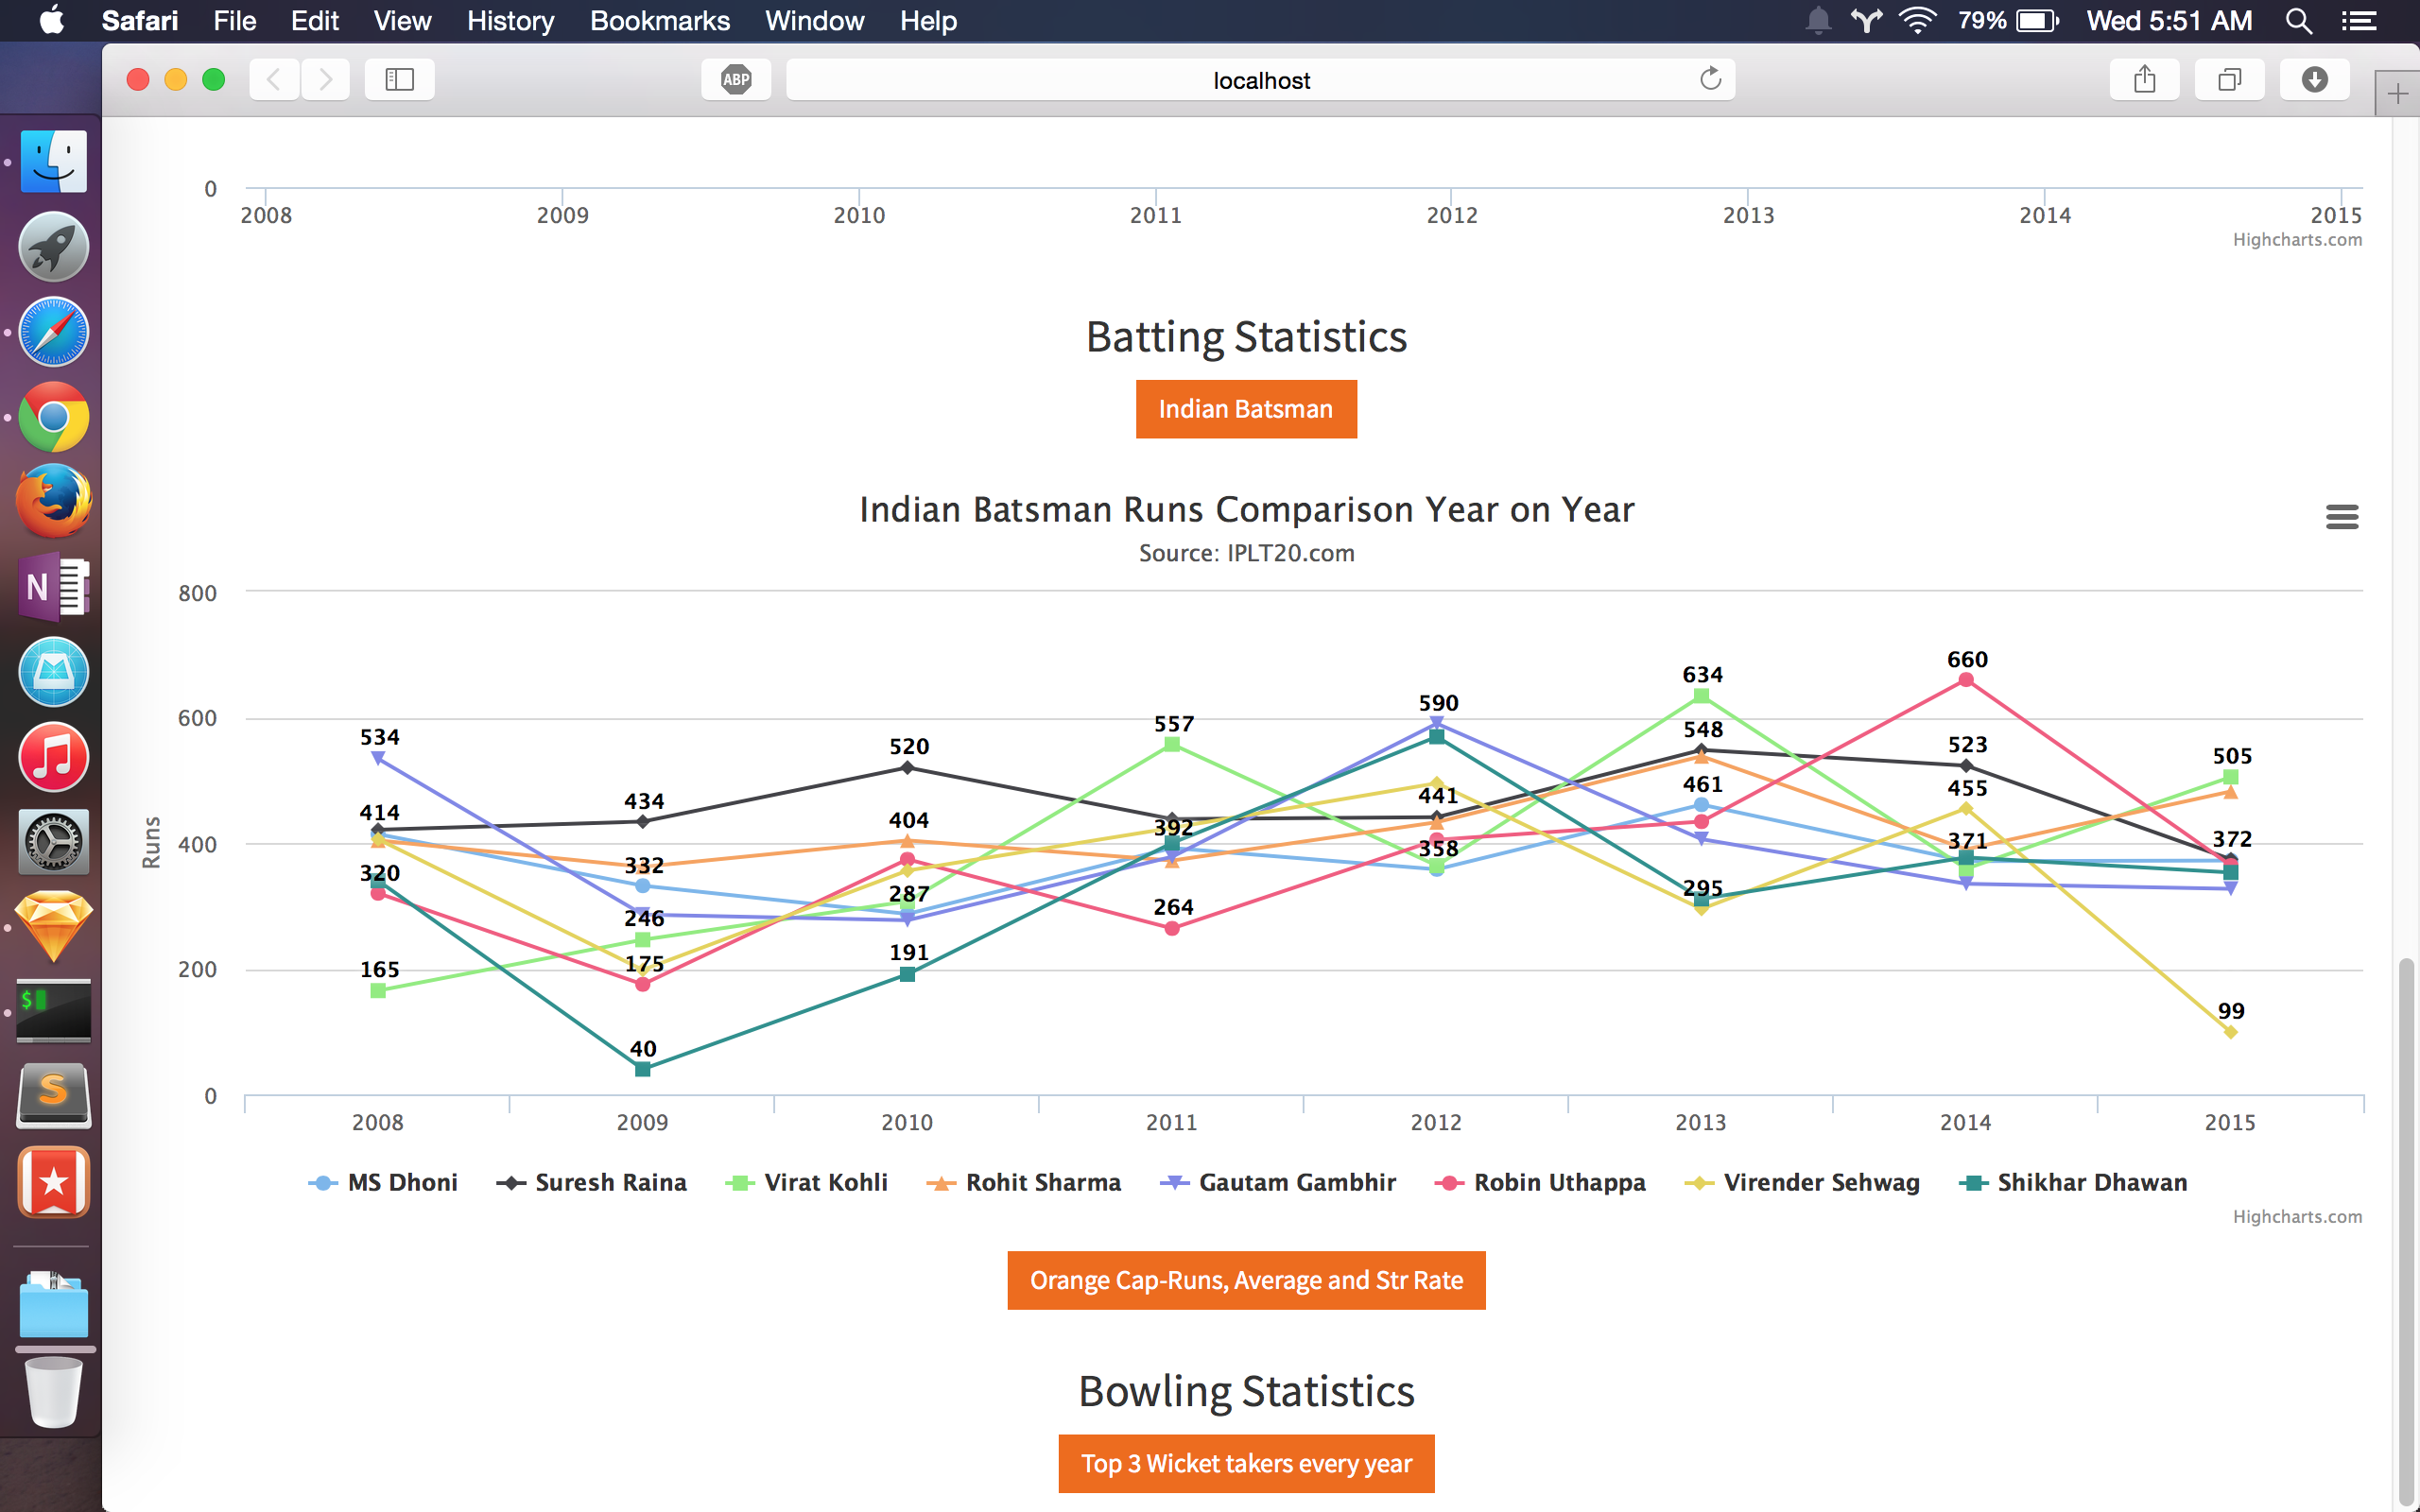 Safari File Edit View History Bookmarks Window Help 79% Wed 5:51 AM
ABP localhost
0
2008 2009 2010 2011 2012 2013 2014 2015
Highcharts.com
Batting Statistics
Indian Batsman
Indian Batsman Runs Comparison Year on Year
Source: IPLT20.com
Runs
800
600
400
200
0
534
414
320
165
434
332
246
175
40
520
404
287
191
557
392
264
590
441
358
634
548
461
295
660
523
455
371
505
372
99
2008 2009 2010 2011 2012 2013 2014 2015
MS Dhoni Suresh Raina Virat Kohli Rohit Sharma Gautam Gambhir Robin Uthappa Virender Sehwag Shikhar Dhawan
Highcharts.com
Orange Cap-Runs, Average and Str Rate
Bowling Statistics
Top 3 Wicket takers every year
N
$
S